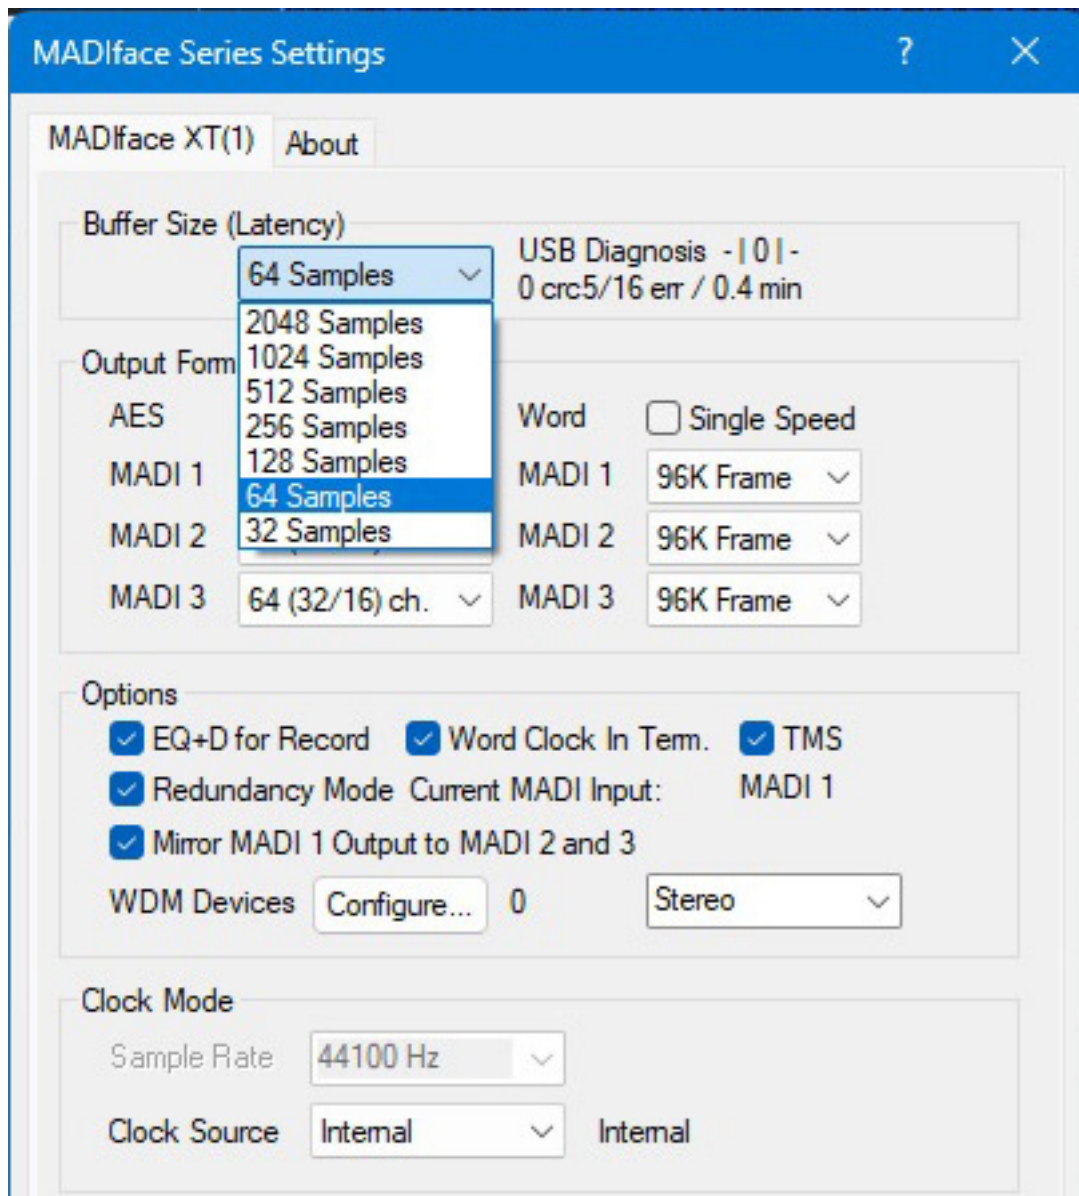 MADIface Series Settings ? ×
MADIface XT(1) About
Buffer Size (Latency)
64 Samples
USB Diagnosis -|0|-
0 crc5/16 err / 0.4 min
2048 Samples
1024 Samples
512 Samples
256 Samples
128 Samples
64 Samples
32 Samples
Output Form
AES Word Single Speed
MADI 1 MADI 1 96K Frame
MADI 2 MADI 2 96K Frame
MADI 3 64 (32/16) ch. MADI 3 96K Frame
Options
EQ+D for Record Word Clock In Term. TMS
Redundancy Mode Current MADI Input: MADI 1
Mirror MADI 1 Output to MADI 2 and 3
WDM Devices Configure... 0 Stereo
Clock Mode
Sample Rate 44100 Hz
Clock Source Internal Internal